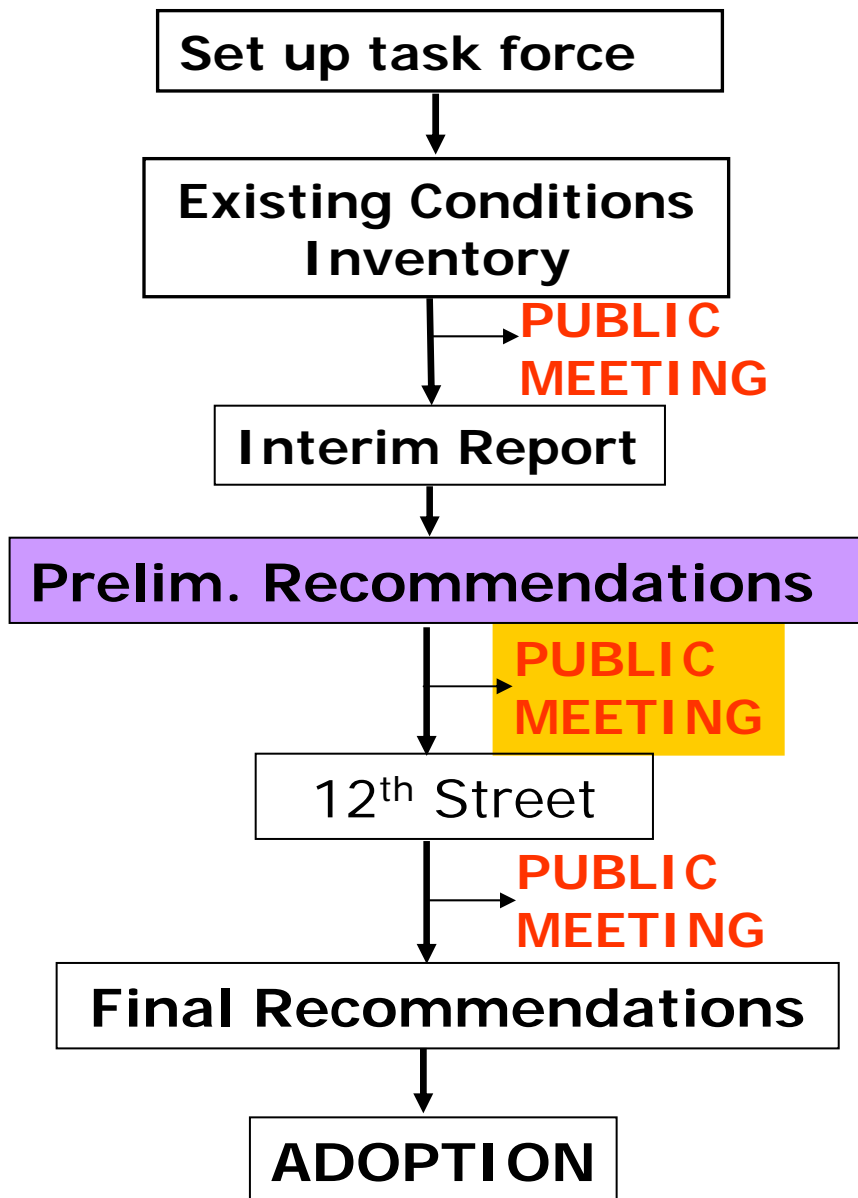 Set up task force
Existing Conditions
Inventory
PUBLIC
MEETING
Interim Report
Prelim. Recommendations
PUBLIC
MEETING
12th Street
PUBLIC
MEETING
Final Recommendations
ADOPTION